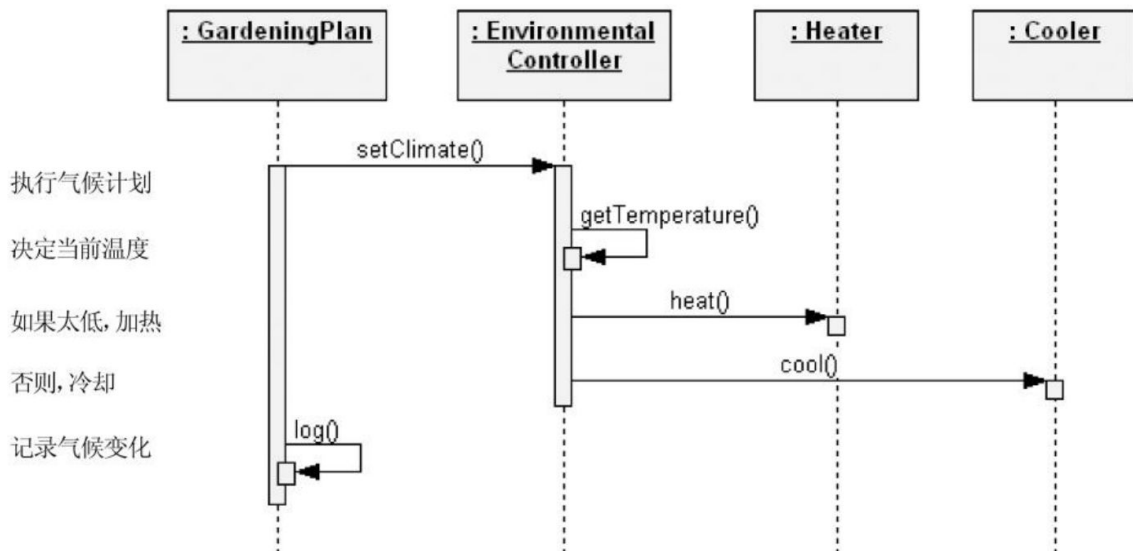 : GardeningPlan
: Environmental
Controller
: Heater
: Cooler
setClimate()
执行气候计划
getTemperature()
决定当前温度
heat()
如果太低, 加热
cool()
否则, 冷却
log()
记录气候变化